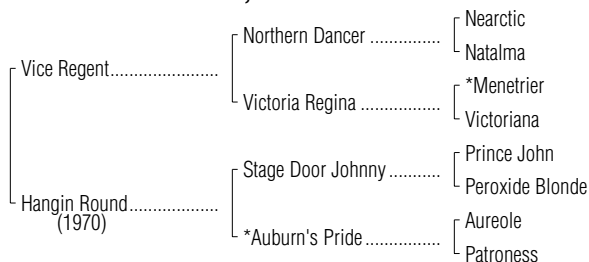 Nearctic
Northern Dancer ...............
Natalma
Vice Regent.......................
*Menetrier
Victoria Regina .................
Victoriana
Prince John
Stage Door Johnny ...........
Peroxide Blonde
Hangin Round...................
(1970)
Aureole
*Auburn's Pride ................
Patroness